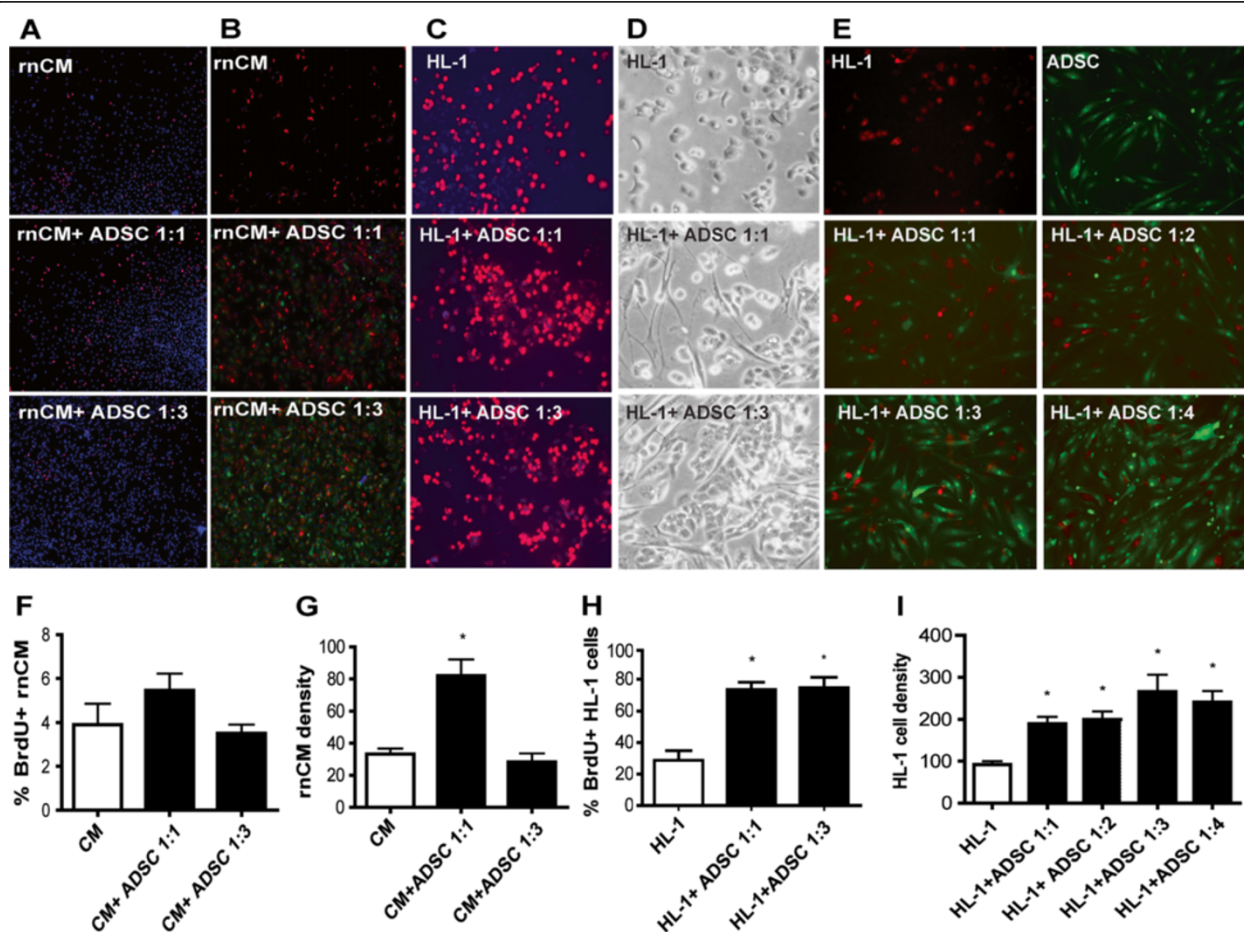 A
B
C
D
E
rnCM
rnCM
HL-1
HL-1
HL-1
ADSC
rnCM+ ADSC 1:1
rnCM+ ADSC 1:1
HL-1+ ADSC 1:1
HL-1+ ADSC 1:1
HL-1+ ADSC 1:1
HL-1+ ADSC 1:2
rnCM+ ADSC 1:3
rnCM+ ADSC 1:3
HL-1+ ADSC 1:3
HL-1+ ADSC 1:3
HL-1+ ADSC 1:3
HL-1+ ADSC 1:4
F
% BrdU+ rnCM
8
6
4
2
0
CM
CM+ ADSC 1:1
CM+ ADSC 1:3
G
rnCM density
100
80
60
40
20
0
*
CM
CM+ADSC 1:1
CM+ADSC 1:3
H
% BrdU+ HL-1 cells
100
80
60
40
20
0
*
*
HL-1
HL-1+ ADSC 1:1
HL-1+ADSC 1:3
I
HL-1 cell density
400
300
200
100
0
*
*
*
*
HL-1
HL-1+ADSC 1:1
HL-1+ ADSC 1:2
HL-1+ADSC 1:3
HL-1+ADSC 1:4